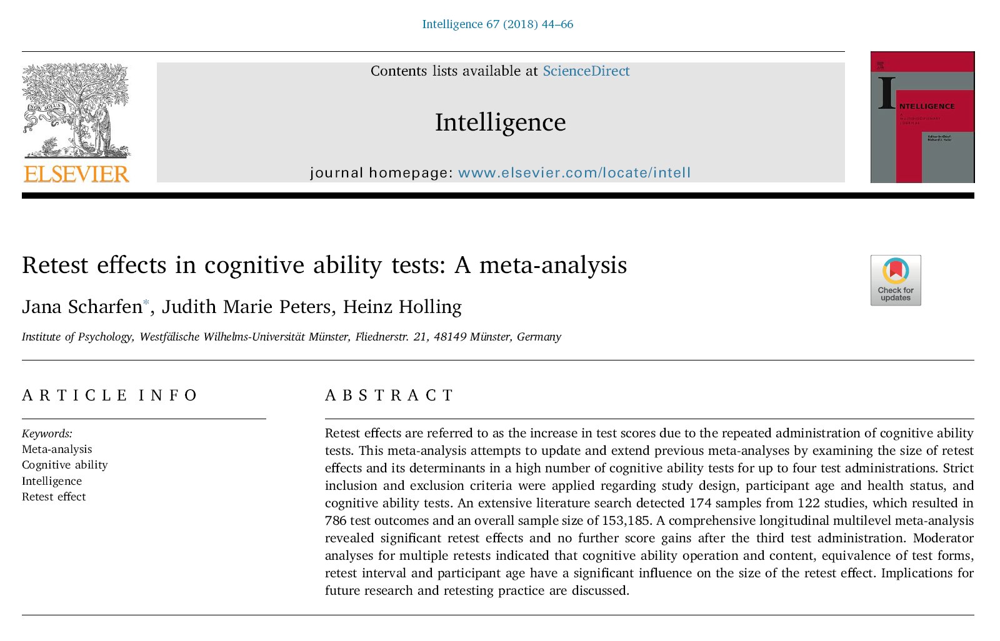 Intelligence 67 (2018) 44–66
Contents lists available at ScienceDirect
Intelligence
journal homepage: www.elsevier.com/locate/intell
NON SOLUS
ELSEVIER
INTELLIGENCE
A
MULTIDISCIPLINARY
JOURNAL
Editor-in-Chief:
Richard J. Haier
Retest effects in cognitive ability tests: A meta-analysis
Check for
updates
Jana Scharfen*, Judith Marie Peters, Heinz Holling
Institute of Psychology, Westfälische Wilhelms-Universität Münster, Fliednerstr. 21, 48149 Münster, Germany
ARTICLE INFO
Keywords:
Meta-analysis
Cognitive ability
Intelligence
Retest effect
ABSTRACT
Retest effects are referred to as the increase in test scores due to the repeated administration of cognitive ability
tests. This meta-analysis attempts to update and extend previous meta-analyses by examining the size of retest
effects and its determinants in a high number of cognitive ability tests for up to four test administrations. Strict
inclusion and exclusion criteria were applied regarding study design, participant age and health status, and
cognitive ability tests. An extensive literature search detected 174 samples from 122 studies, which resulted in
786 test outcomes and an overall sample size of 153,185. A comprehensive longitudinal multilevel meta-analysis
revealed significant retest effects and no further score gains after the third test administration. Moderator
analyses for multiple retests indicated that cognitive ability operation and content, equivalence of test forms,
retest interval and participant age have a significant influence on the size of the retest effect. Implications for
future research and retesting practice are discussed.